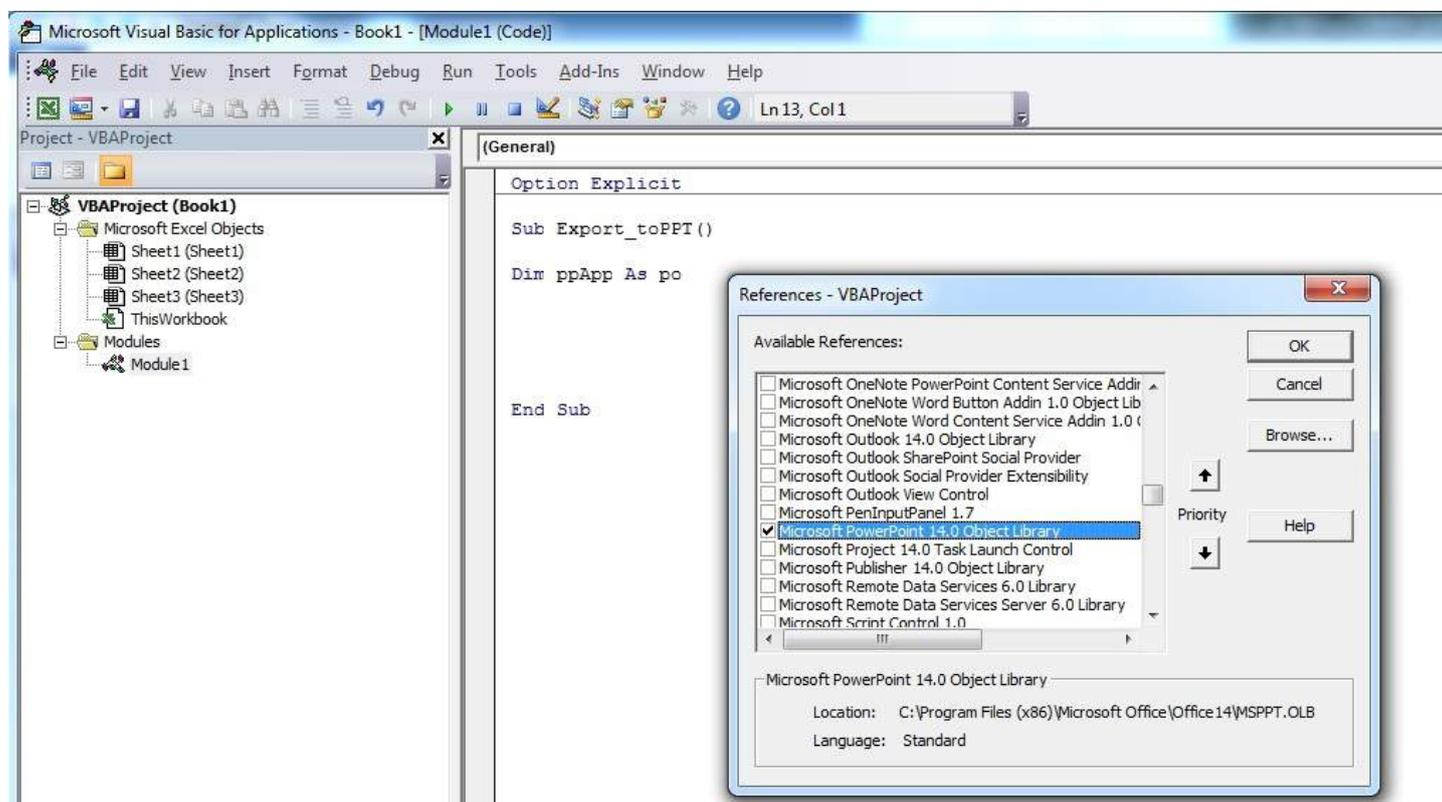 Microsoft Visual Basic for Applications - Book1 - [Module1 (Code)]
File Edit View Insert Format Debug Run Tools Add-Ins Window Help
Ln 13, Col 1
Project - VBAProject
VBAProject (Book1)
Microsoft Excel Objects
Sheet1 (Sheet1)
Sheet2 (Sheet2)
Sheet3 (Sheet3)
ThisWorkbook
Modules
Module1
(General)
Option Explicit
Sub Export_toPPT()
Dim ppApp As po
End Sub
References - VBAProject
Available References:
Microsoft OneNote PowerPoint Content Service Addin
Microsoft OneNote Word Button Addin 1.0 Object Lib
Microsoft OneNote Word Content Service Addin 1.0
Microsoft Outlook 14.0 Object Library
Microsoft Outlook SharePoint Social Provider
Microsoft Outlook Social Provider Extensibility
Microsoft Outlook View Control
Microsoft PenInputPanel 1.7
Microsoft PowerPoint 14.0 Object Library
Microsoft Project 14.0 Task Launch Control
Microsoft Publisher 14.0 Object Library
Microsoft Remote Data Services 6.0 Library
Microsoft Remote Data Services Server 6.0 Library
Microsoft Script Control 1.0
OK
Cancel
Browse...
Priority
Help
Microsoft PowerPoint 14.0 Object Library
Location: C:\Program Files (x86)\Microsoft Office\Office14\MSPPT.OLB
Language: Standard